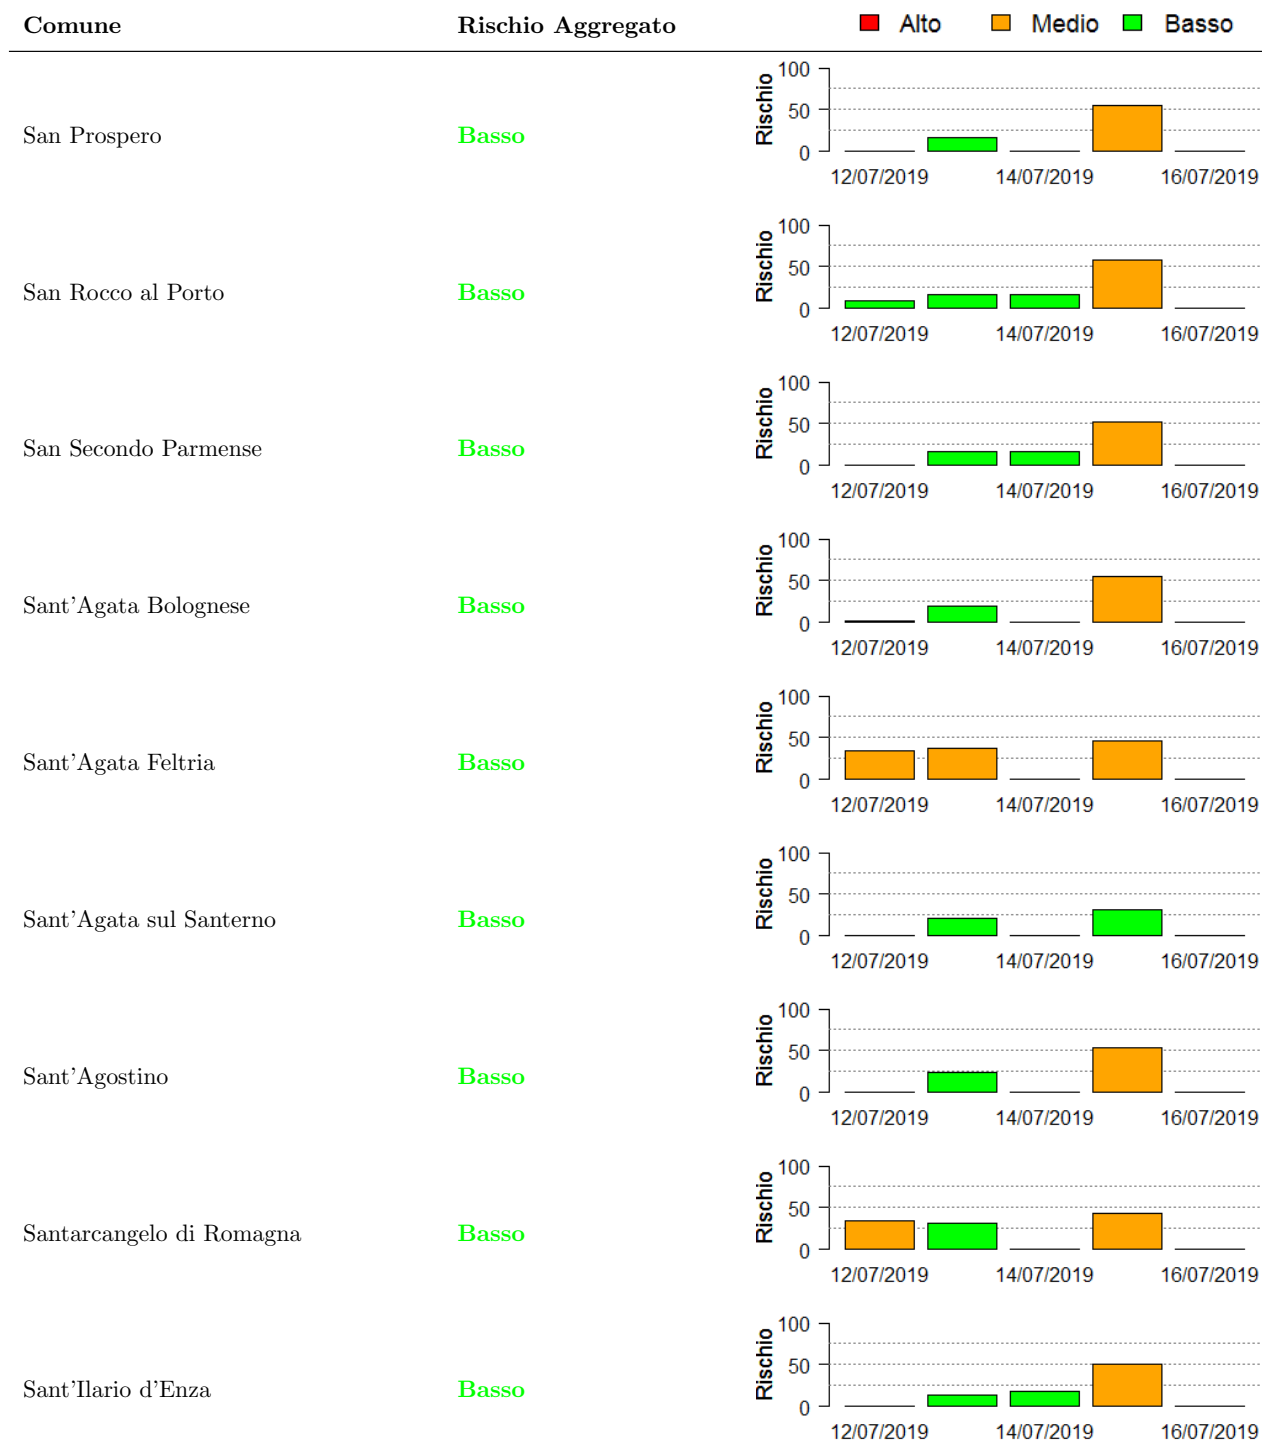 Comune Rischio Aggregato Alto Medio Basso
San Prospero Basso
Rischio
100
50
0
12/07/2019 14/07/2019 16/07/2019
San Rocco al Porto Basso
Rischio
100
50
0
12/07/2019 14/07/2019 16/07/2019
San Secondo Parmense Basso
Rischio
100
50
0
12/07/2019 14/07/2019 16/07/2019
Sant'Agata Bolognese Basso
Rischio
100
50
0
12/07/2019 14/07/2019 16/07/2019
Sant'Agata Feltria Basso
Rischio
100
50
0
12/07/2019 14/07/2019 16/07/2019
Sant'Agata sul Santerno Basso
Rischio
100
50
0
12/07/2019 14/07/2019 16/07/2019
Sant'Agostino Basso
Rischio
100
50
0
12/07/2019 14/07/2019 16/07/2019
Santarcangelo di Romagna Basso
Rischio
100
50
0
12/07/2019 14/07/2019 16/07/2019
Sant'Ilario d'Enza Basso
Rischio
100
50
0
12/07/2019 14/07/2019 16/07/2019